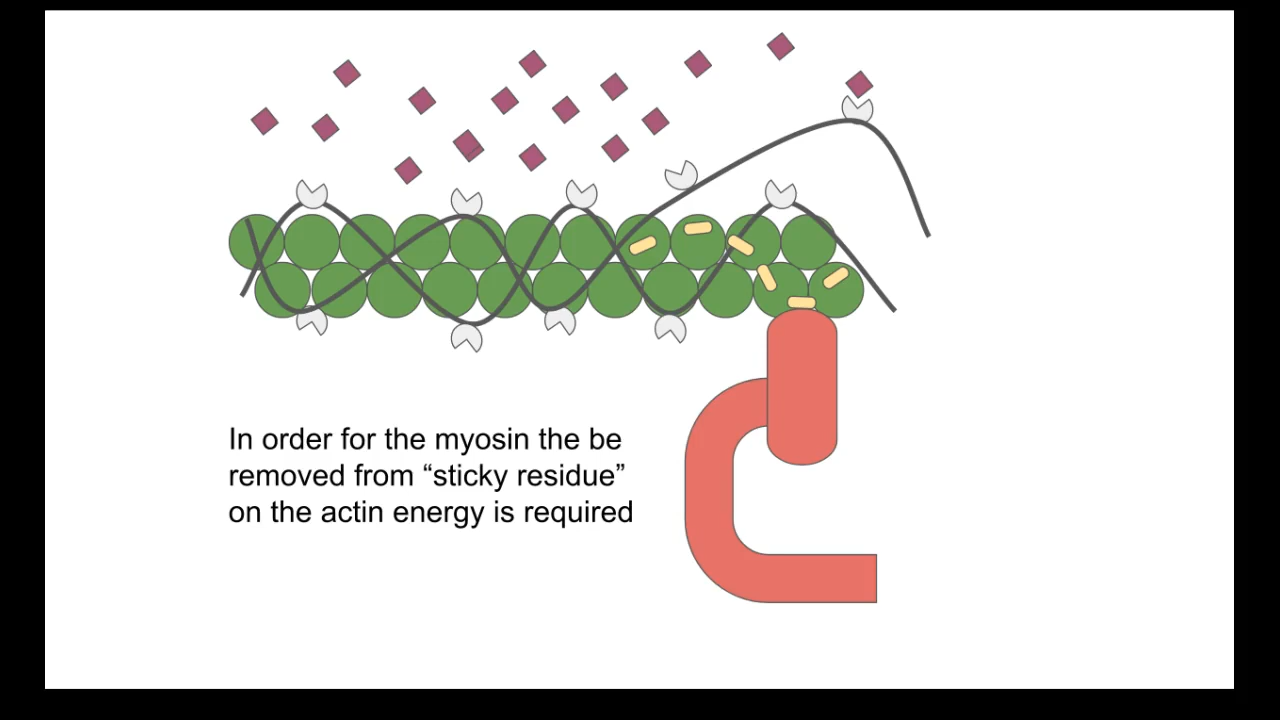 In order for the myosin the be
removed from “sticky residue”
on the actin energy is required